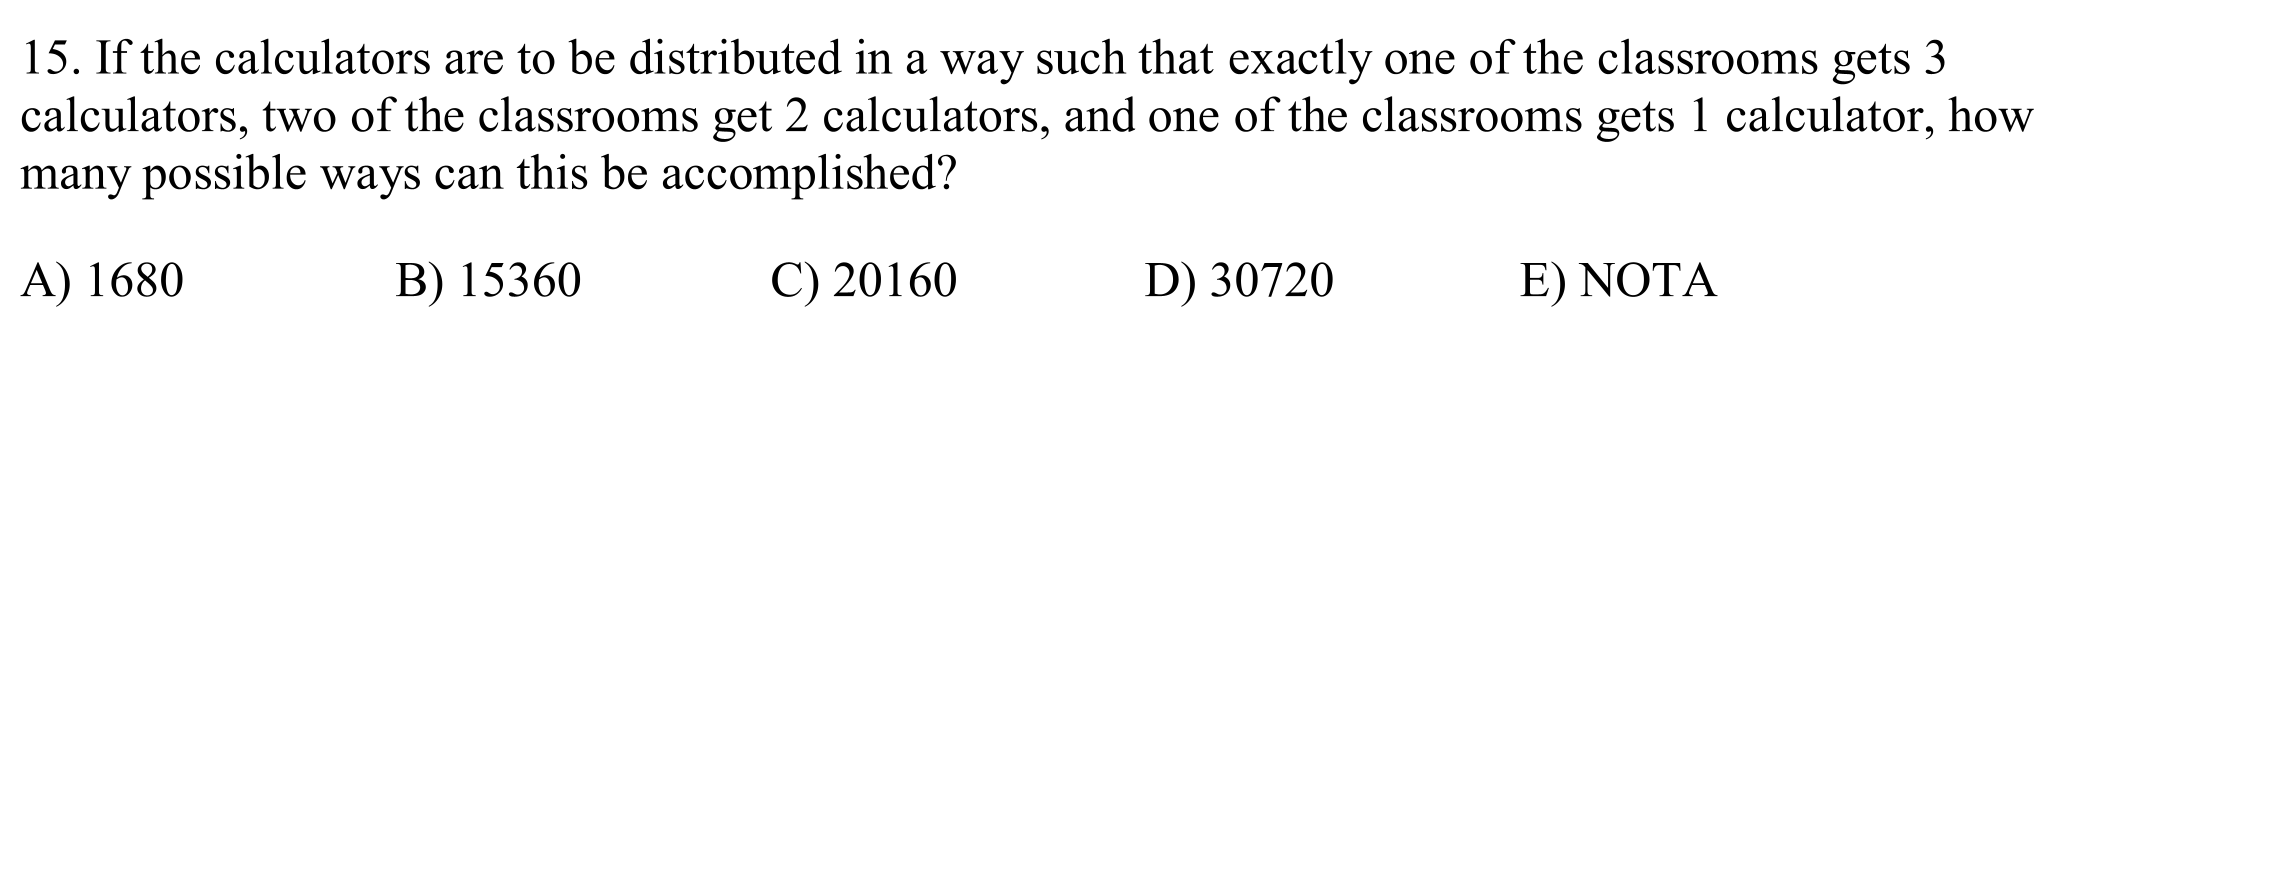 15. If the calculators are to be distributed in a way such that exactly one of the classrooms gets 3
calculators, two of the classrooms get 2 calculators, and one of the classrooms gets 1 calculator, how
many possible ways can this be accomplished?
A) 1680 B) 15360 C) 20160 D) 30720 E) NOTA